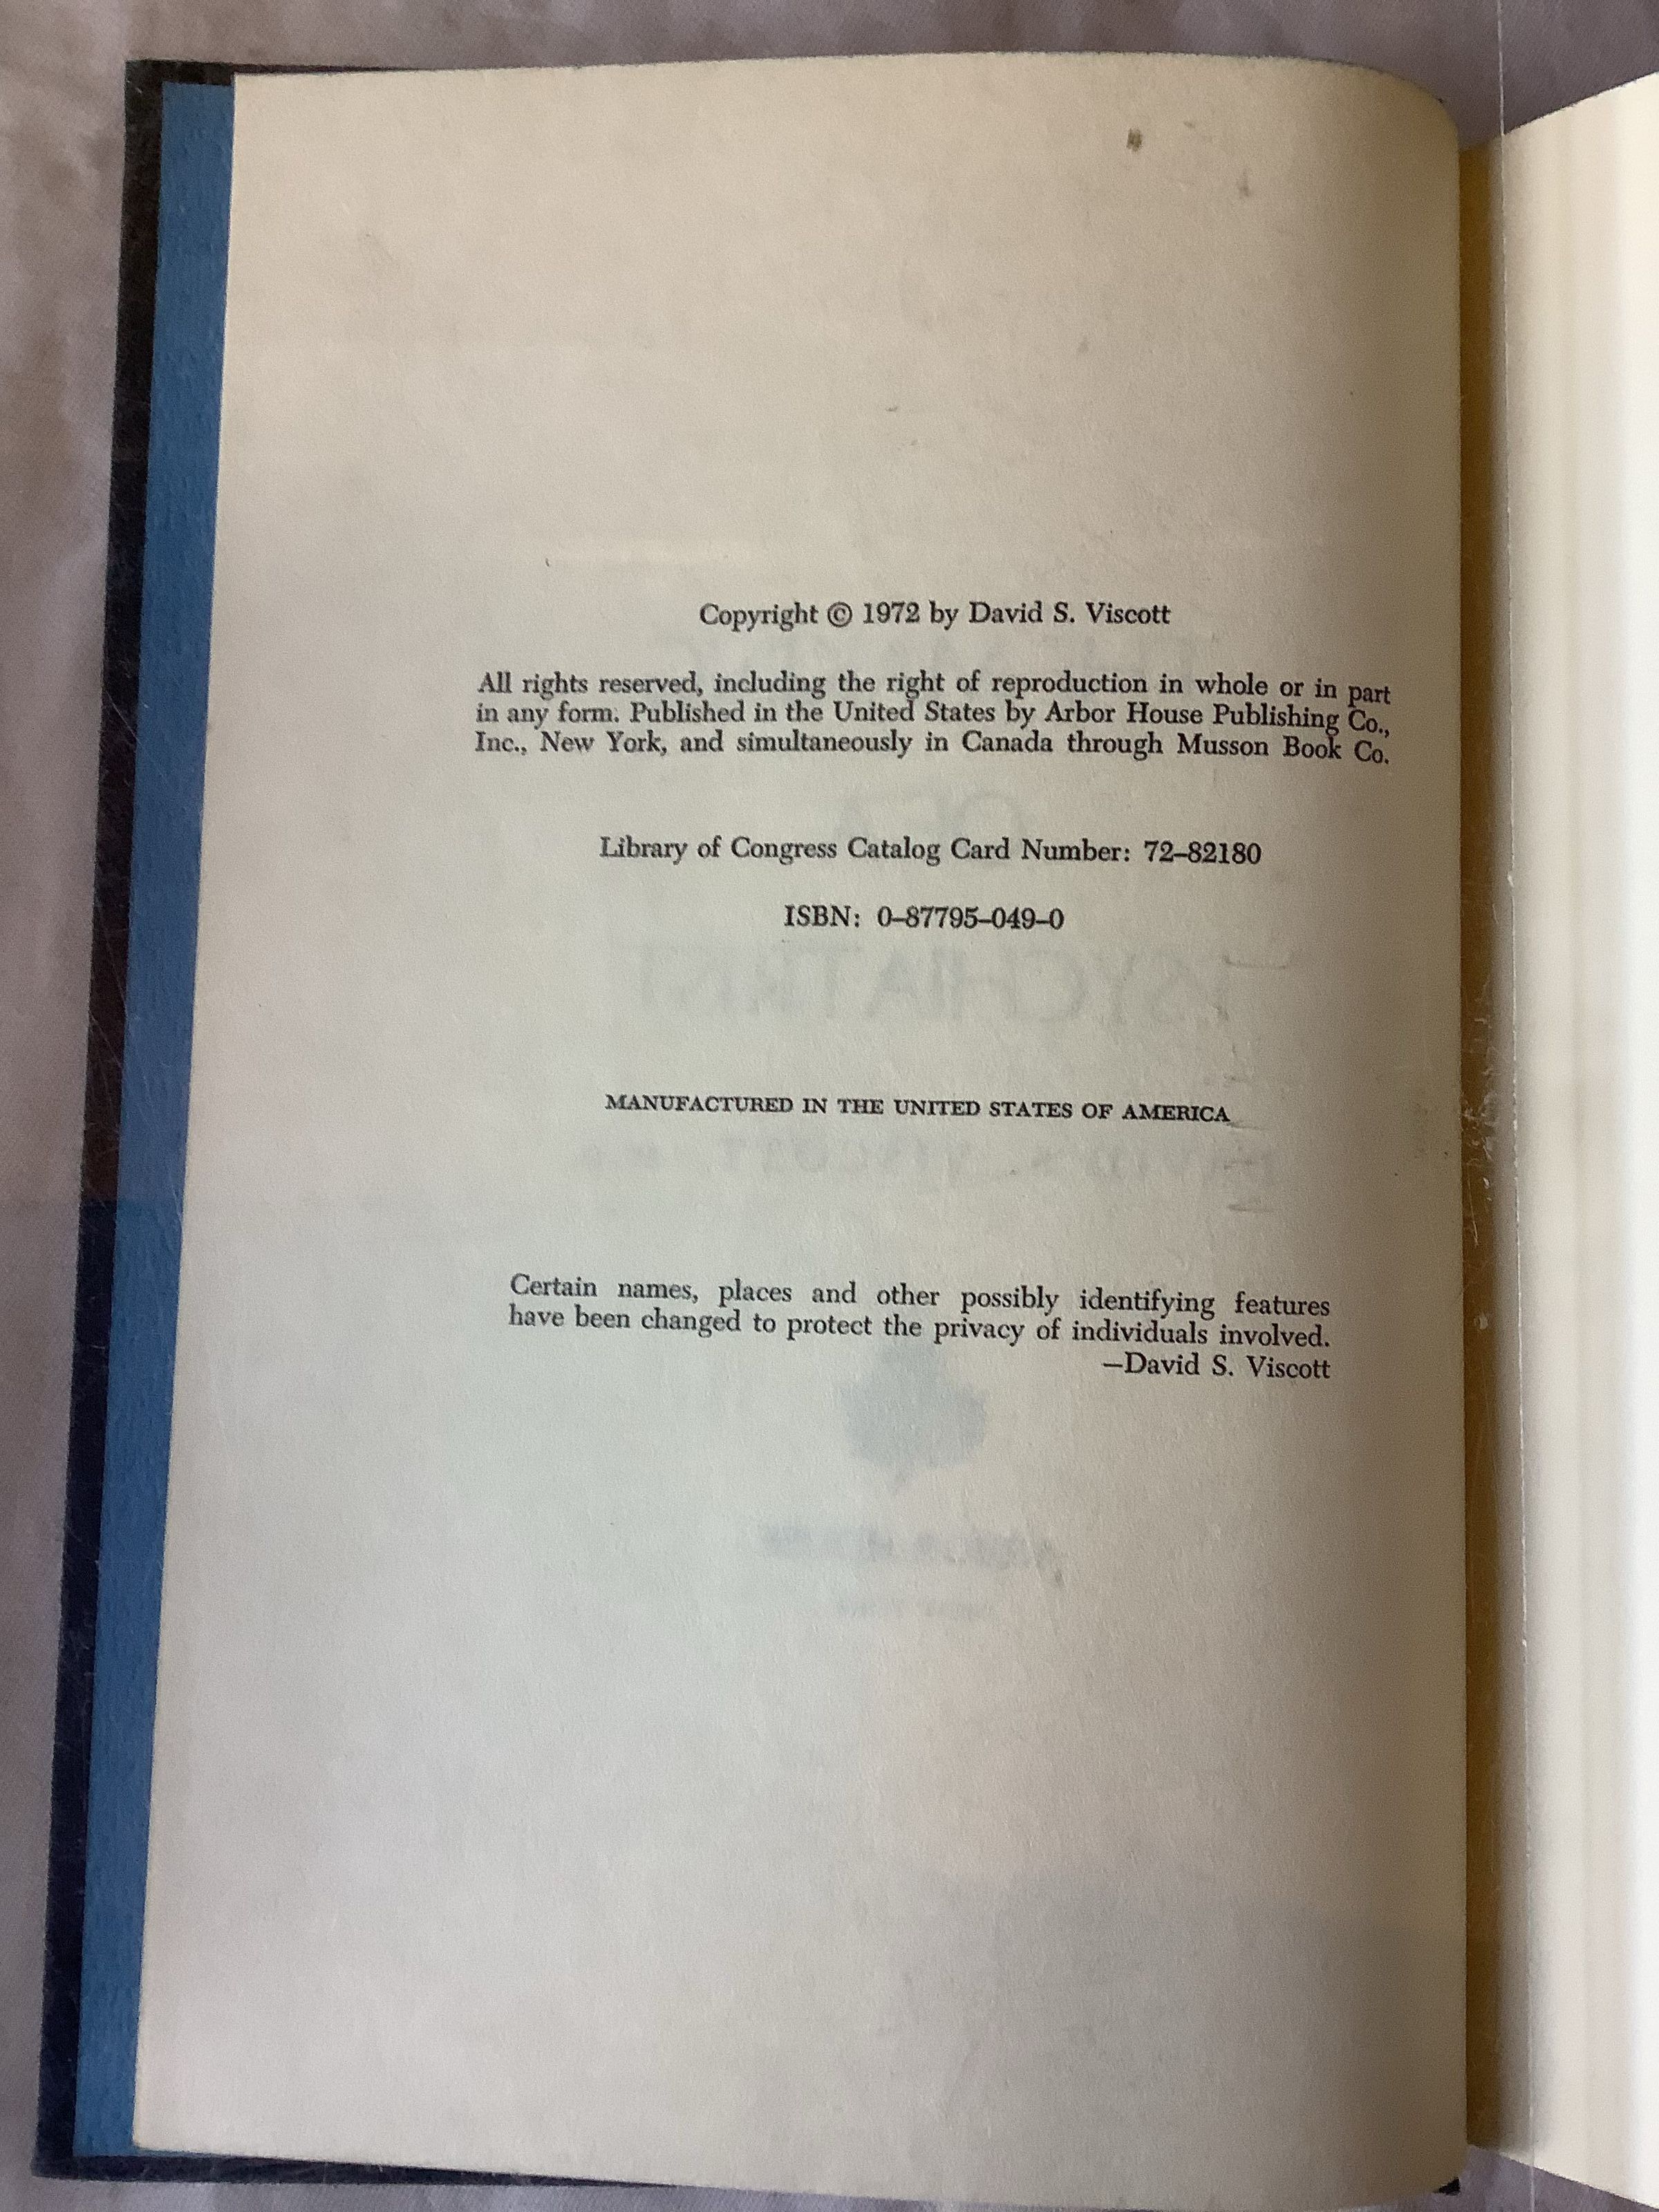 Copyright © 1972 by David S. Viscott
All rights reserved, including the right of reproduction in whole or in part
in any form. Published in the United States by Arbor House Publishing Co.,
Inc., New York, and simultaneously in Canada through Musson Book Co.
Library of Congress Catalog Card Number: 72–82180
ISBN: 0–87795–049–0
MANUFACTURED IN THE UNITED STATES OF AMERICA
Certain names, places and other possibly identifying features
have been changed to protect the privacy of individuals involved.
—David S. Viscott